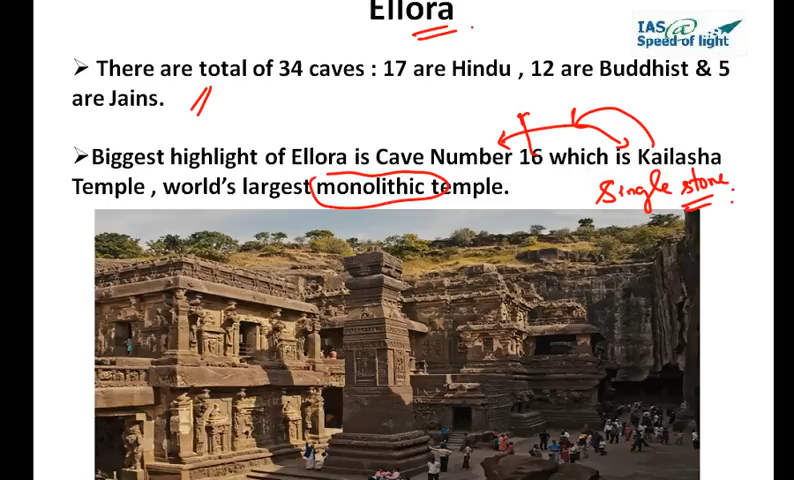 Ellora
IAS@
Speed of light
➢ There are total of 34 caves : 17 are Hindu , 12 are Buddhist & 5
are Jains.
➢Biggest highlight of Ellora is Cave Number 16 which is Kailasha
Temple , world's largest monolithic temple.
Single stone.